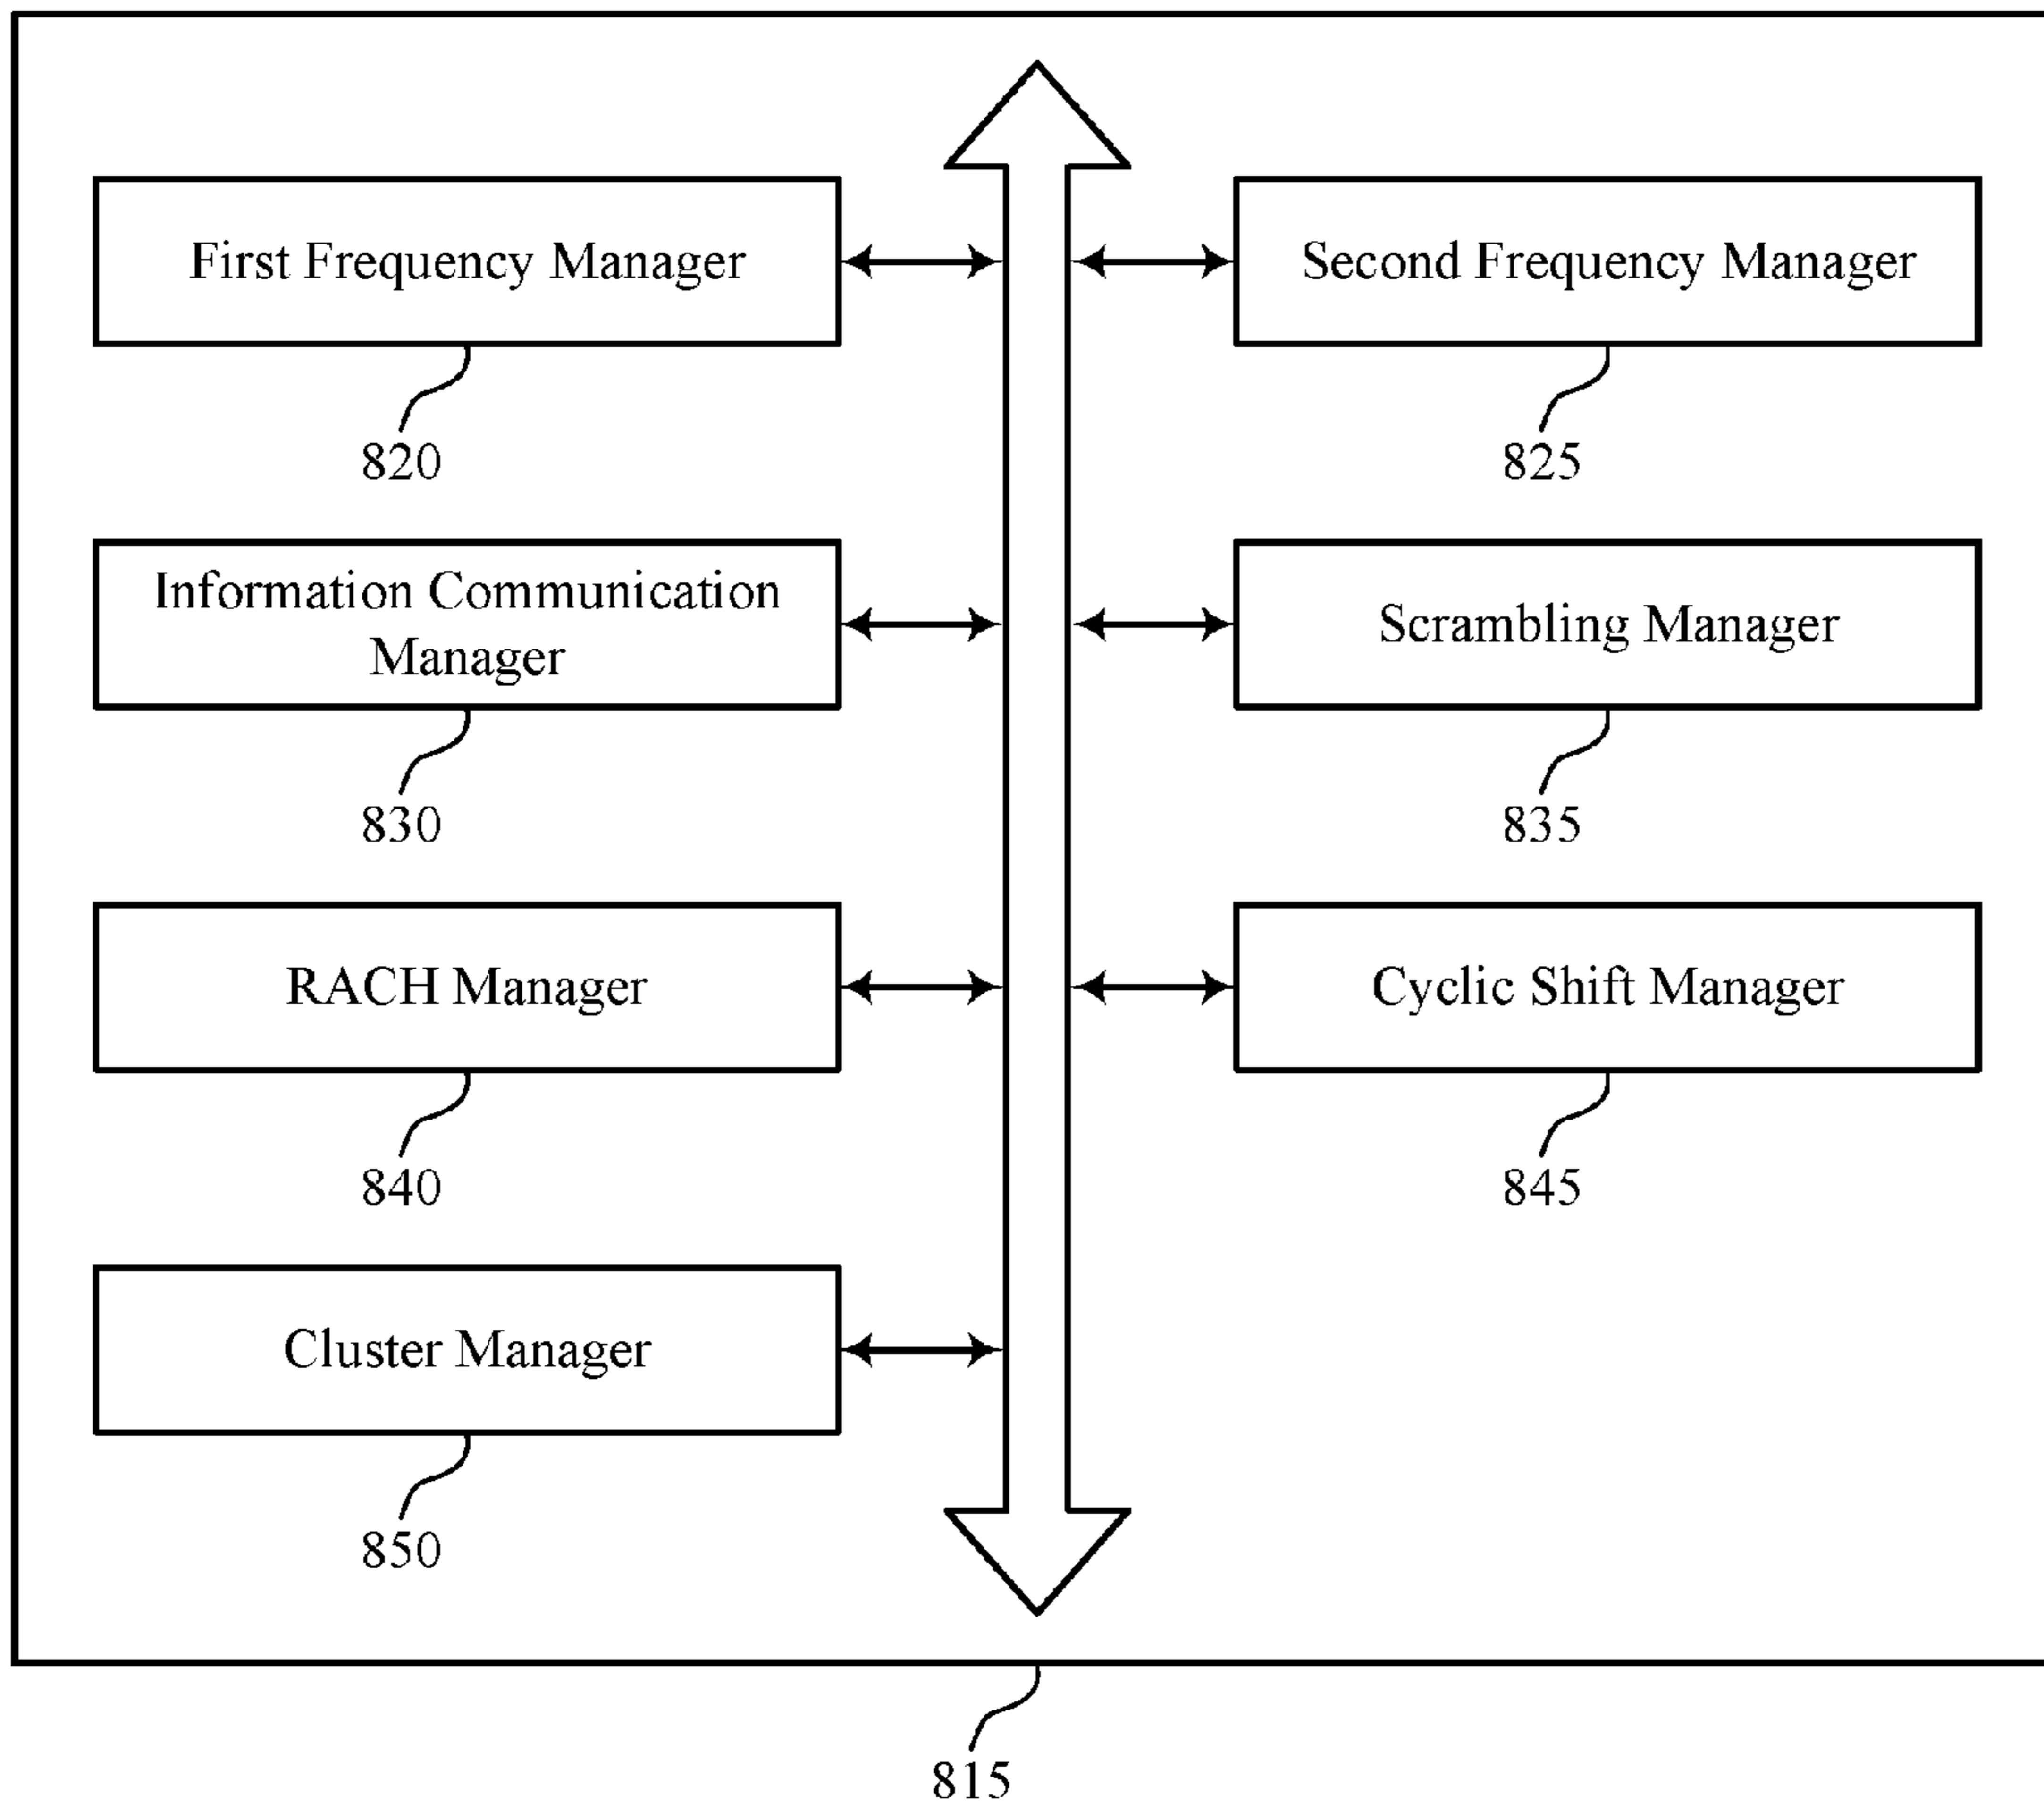 First Frequency Manager
Second Frequency Manager
820
825
Information Communication
Manager
Scrambling Manager
830
835
RACH Manager
Cyclic Shift Manager
840
845
Cluster Manager
850
815